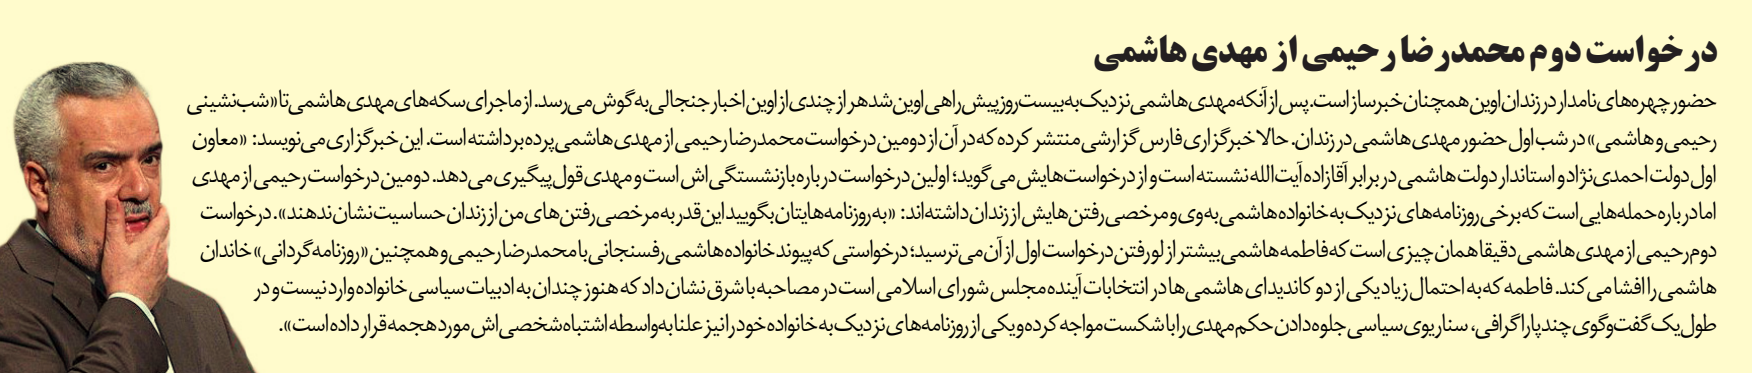 درخواست دوم محمدرضا رحیمی از مهدی هاشمی
حضور چهره‌های نامدار در زندان اوین همچنان خبرساز است. پس از آنکه مهدی هاشمی نزدیک به بیست روز پیش راهی اوین شد هر از چندی از اوین اخبار جنجالی به گوش می‌رسد. از ماجرای سکه‌های مهدی هاشمی تا «شب‌نشینی
رحیمی و هاشمی» در شب اول حضور مهدی هاشمی در زندان. حالا خبرگزاری فارس گزارشی منتشر کرده که در آن از دومین درخواست محمدرضا رحیمی از مهدی هاشمی پرده برداشته است. این خبرگزاری می‌نویسد: «معاون
اول دولت احمدی‌نژاد و استاندار دولت هاشمی در برابر آقازاده آیت‌الله نشسته است و از درخواست‌هایش می‌گوید؛ اولین درخواست درباره بازنشستگی‌اش است و مهدی قول پیگیری می‌دهد. دومین درخواست رحیمی از مهدی
اما درباره حمله‌هایی است که برخی روزنامه‌های نزدیک به خانواده هاشمی به وی و مرخصی رفتن‌هایش از زندان داشته‌اند: «به روزنامه‌هایتان بگویید این قدر به مرخصی رفتن‌های من از زندان حساسیت نشان ندهند». درخواست
دوم رحیمی از مهدی هاشمی دقیقا همان چیزی است که فاطمه هاشمی بیشتر از لو رفتن درخواست اول از آن می‌ترسید؛ درخواستی که پیوند خانواده هاشمی رفسنجانی با محمدرضا رحیمی و همچنین «روزنامه گردانی» خاندان
هاشمی را افشا می کند. فاطمه که به احتمال زیاد یکی از دو کاندیدای هاشمی ها در انتخابات آینده مجلس شورای اسلامی است در مصاحبه با شرق نشان داد که هنوز چندان به ادبیات سیاسی خانواده وارد نیست و در
طول یک گفت‌وگوی چند پاراگرافی، سناریوی سیاسی جلوه‌دادن حکم مهدی را با شکست مواجه کرده و یکی از روزنامه‌های نزدیک به خانواده خود را نیز علنا به‌واسطه اشتباه شخصی‌اش مورد هجمه قرار داده است».